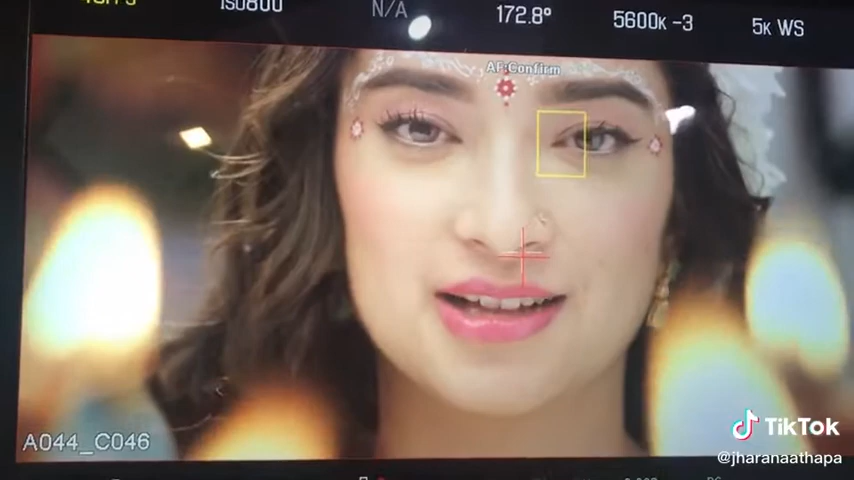 ISO800
N/A
172.8°
5600K -3
5K WS
AF:Confirm
A044_C046
TikTok
@jharanaathapa